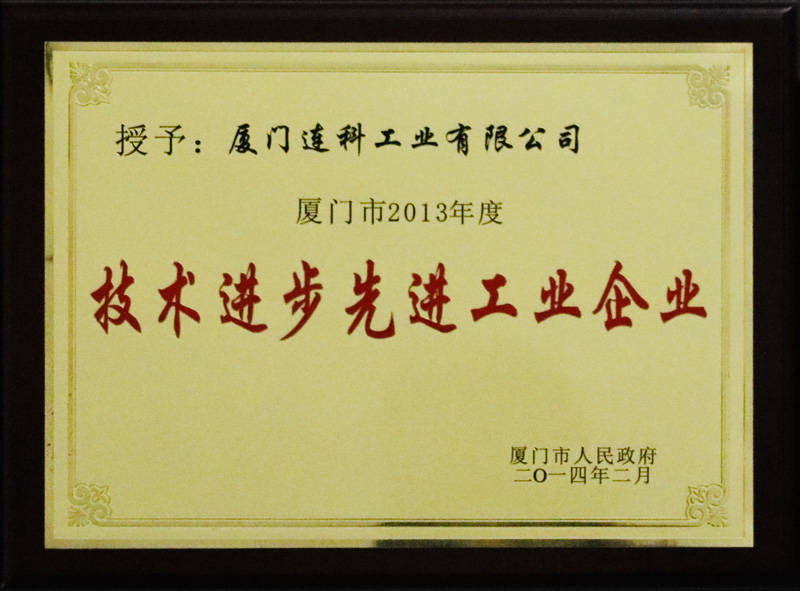 授予：厦门连科工业有限公司
厦门市2013年度
技术进步先进工业企业
厦门市人民政府
二O一四年二月